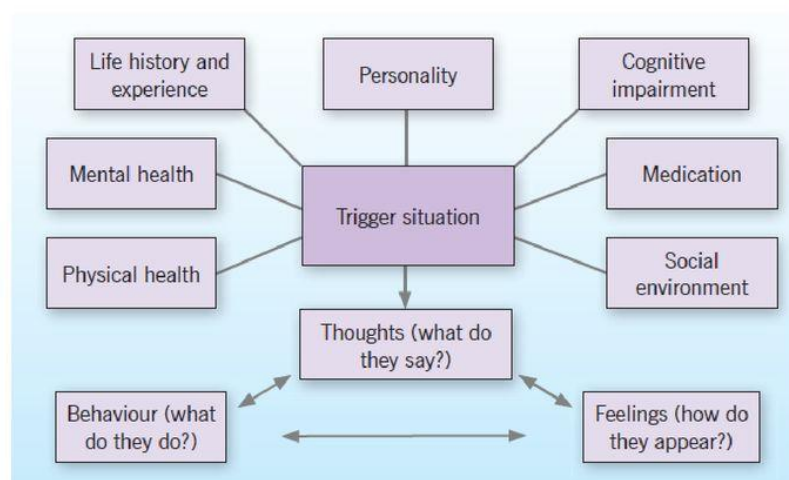 Life history and
experience
Personality
Cognitive
impairment
Mental health
Trigger situation
Medication
Physical health
Social
environment
Thoughts (what do
they say?)
Behaviour (what
do they do?)
Feelings (how do
they appear?)